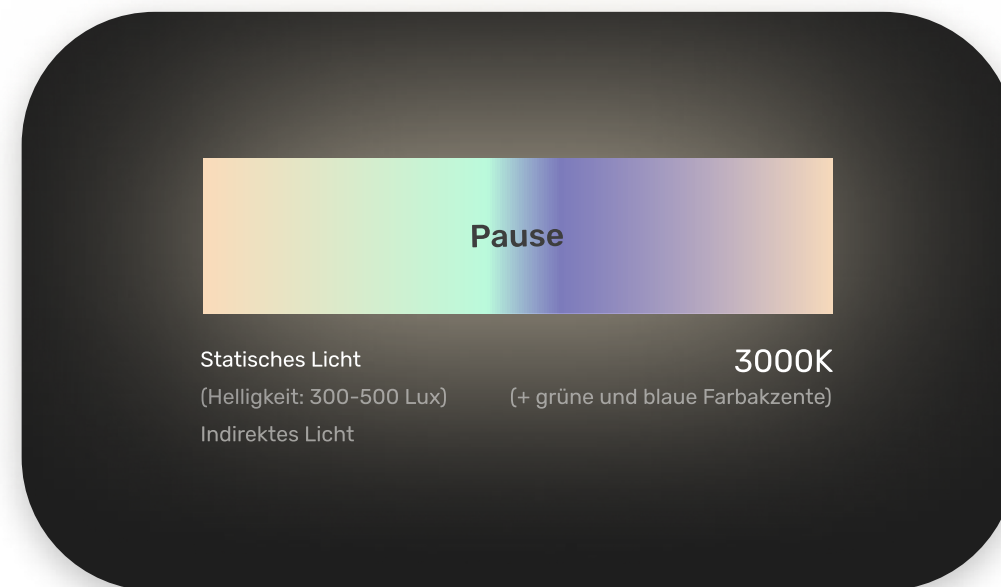 Pause
Statisches Licht
3000K
(Helligkeit: 300-500 Lux)
(+ grüne und blaue Farbakzente)
Indirektes Licht